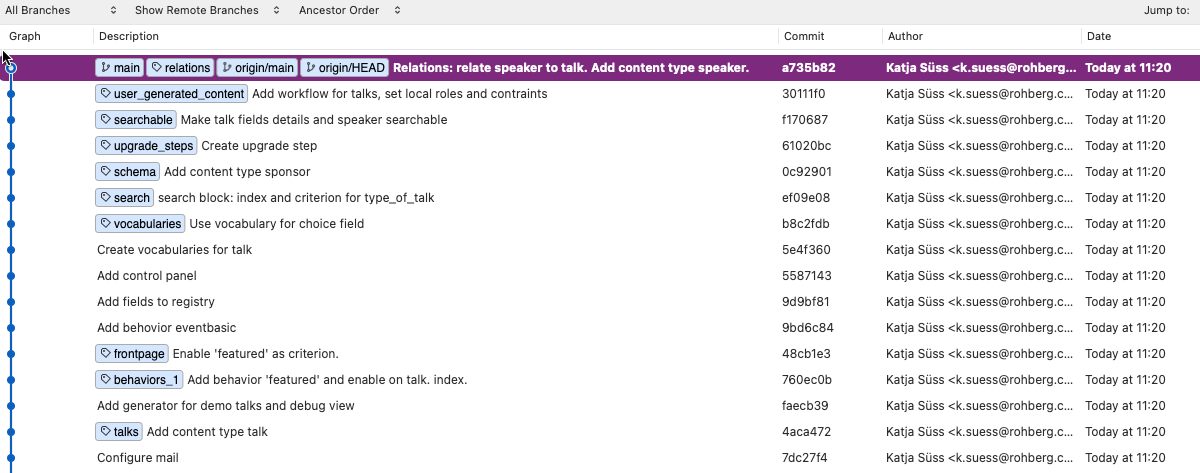 All Branches Show Remote Branches Ancestor Order Jump to:
Graph Description Commit Author Date
main relations origin/main origin/HEAD Relations: relate speaker to talk. Add content type speaker. a735b82 Katja Süss <k.suess@rohberg... Today at 11:20
user_generated_content Add workflow for talks, set local roles and contraints 30111f0 Katja Süss <k.suess@rohberg.c... Today at 11:20
searchable Make talk fields details and speaker searchable f170687 Katja Süss <k.suess@rohberg.c... Today at 11:20
upgrade_steps Create upgrade step 61020bc Katja Süss <k.suess@rohberg.c... Today at 11:20
schema Add content type sponsor 0c92901 Katja Süss <k.suess@rohberg.c... Today at 11:20
search search block: index and criterion for type_of_talk ef09e08 Katja Süss <k.suess@rohberg.c... Today at 11:20
vocabularies Use vocabulary for choice field b8c2fdb Katja Süss <k.suess@rohberg.c... Today at 11:20
Create vocabularies for talk 5e4f360 Katja Süss <k.suess@rohberg.c... Today at 11:20
Add control panel 5587143 Katja Süss <k.suess@rohberg.c... Today at 11:20
Add fields to registry 9d9bf81 Katja Süss <k.suess@rohberg.c... Today at 11:20
Add behovior eventbasic 9bd6c84 Katja Süss <k.suess@rohberg.c... Today at 11:20
frontpage Enable 'featured' as criterion. 48cb1e3 Katja Süss <k.suess@rohberg.c... Today at 11:20
behaviors_1 Add behavior 'featured' and enable on talk. index. 760ec0b Katja Süss <k.suess@rohberg.c... Today at 11:20
Add generator for demo talks and debug view faecb39 Katja Süss <k.suess@rohberg.c... Today at 11:20
talks Add content type talk 4aca472 Katja Süss <k.suess@rohberg.c... Today at 11:20
Configure mail 7dc27f4 Katja Süss <k.suess@rohberg.c... Today at 11:20